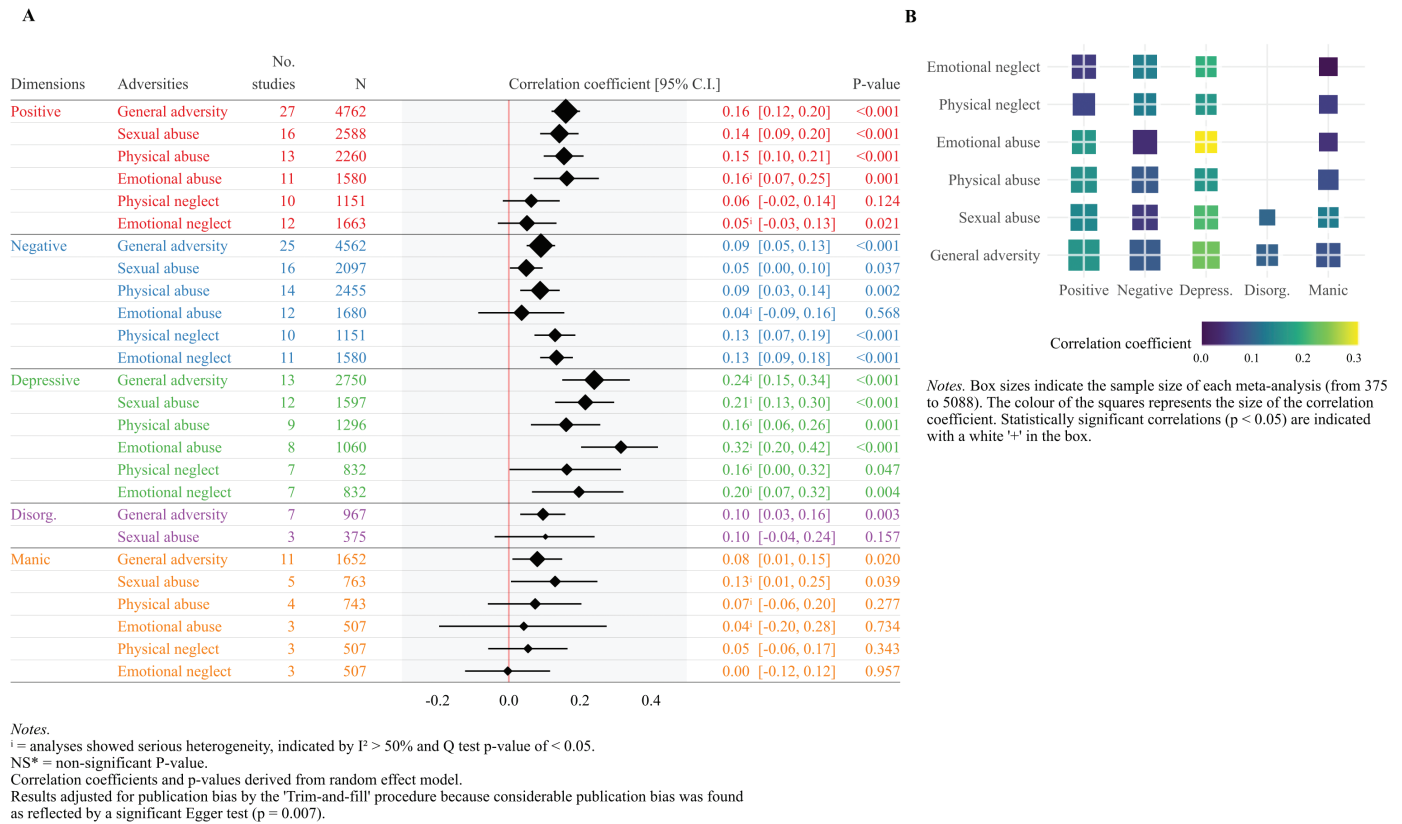 A
No.
Dimensions Adversities studies N Correlation coefficient [95% C.I.] P-value
Positive General adversity 27 4762 0.16 [0.12, 0.20] <0.001
Sexual abuse 16 2588 0.14 [0.09, 0.20] <0.001
Physical abuse 13 2260 0.15 [0.10, 0.21] <0.001
Emotional abuse 11 1580 0.16ⁱ [0.07, 0.25] 0.001
Physical neglect 10 1151 0.06 [-0.02, 0.14] 0.124
Emotional neglect 12 1663 0.05ⁱ [-0.03, 0.13] 0.021
Negative General adversity 25 4562 0.09 [0.05, 0.13] <0.001
Sexual abuse 16 2097 0.05 [0.00, 0.10] 0.037
Physical abuse 14 2455 0.09 [0.03, 0.14] 0.002
Emotional abuse 12 1680 0.04ⁱ [-0.09, 0.16] 0.568
Physical neglect 10 1151 0.13 [0.07, 0.19] <0.001
Emotional neglect 11 1580 0.13 [0.09, 0.18] <0.001
Depressive General adversity 13 2750 0.24ⁱ [0.15, 0.34] <0.001
Sexual abuse 12 1597 0.21ⁱ [0.13, 0.30] <0.001
Physical abuse 9 1296 0.16ⁱ [0.06, 0.26] 0.001
Emotional abuse 8 1060 0.32ⁱ [0.20, 0.42] <0.001
Physical neglect 7 832 0.16ⁱ [0.00, 0.32] 0.047
Emotional neglect 7 832 0.20ⁱ [0.07, 0.32] 0.004
Disorg. General adversity 7 967 0.10 [0.03, 0.16] 0.003
Sexual abuse 3 375 0.10 [-0.04, 0.24] 0.157
Manic General adversity 11 1652 0.08 [0.01, 0.15] 0.020
Sexual abuse 5 763 0.13ⁱ [0.01, 0.25] 0.039
Physical abuse 4 743 0.07ⁱ [-0.06, 0.20] 0.277
Emotional abuse 3 507 0.04ⁱ [-0.20, 0.28] 0.734
Physical neglect 3 507 0.05 [-0.06, 0.17] 0.343
Emotional neglect 3 507 0.00 [-0.12, 0.12] 0.957
-0.2 0.0 0.2 0.4
Notes.
ⁱ = analyses showed serious heterogeneity, indicated by I² > 50% and Q test p-value of < 0.05.
NS* = non-significant P-value.
Correlation coefficients and p-values derived from random effect model.
Results adjusted for publication bias by the 'Trim-and-fill' procedure because considerable publication bias was found
as reflected by a significant Egger test (p = 0.007).
B
Emotional neglect
Physical neglect
Emotional abuse
Physical abuse
Sexual abuse
General adversity
Positive Negative Depress. Disorg. Manic
Correlation coefficient
0.0 0.1 0.2 0.3
Notes. Box sizes indicate the sample size of each meta-analysis (from 375
to 5088). The colour of the squares represents the size of the correlation
coefficient. Statistically significant correlations (p < 0.05) are indicated
with a white '+' in the box.